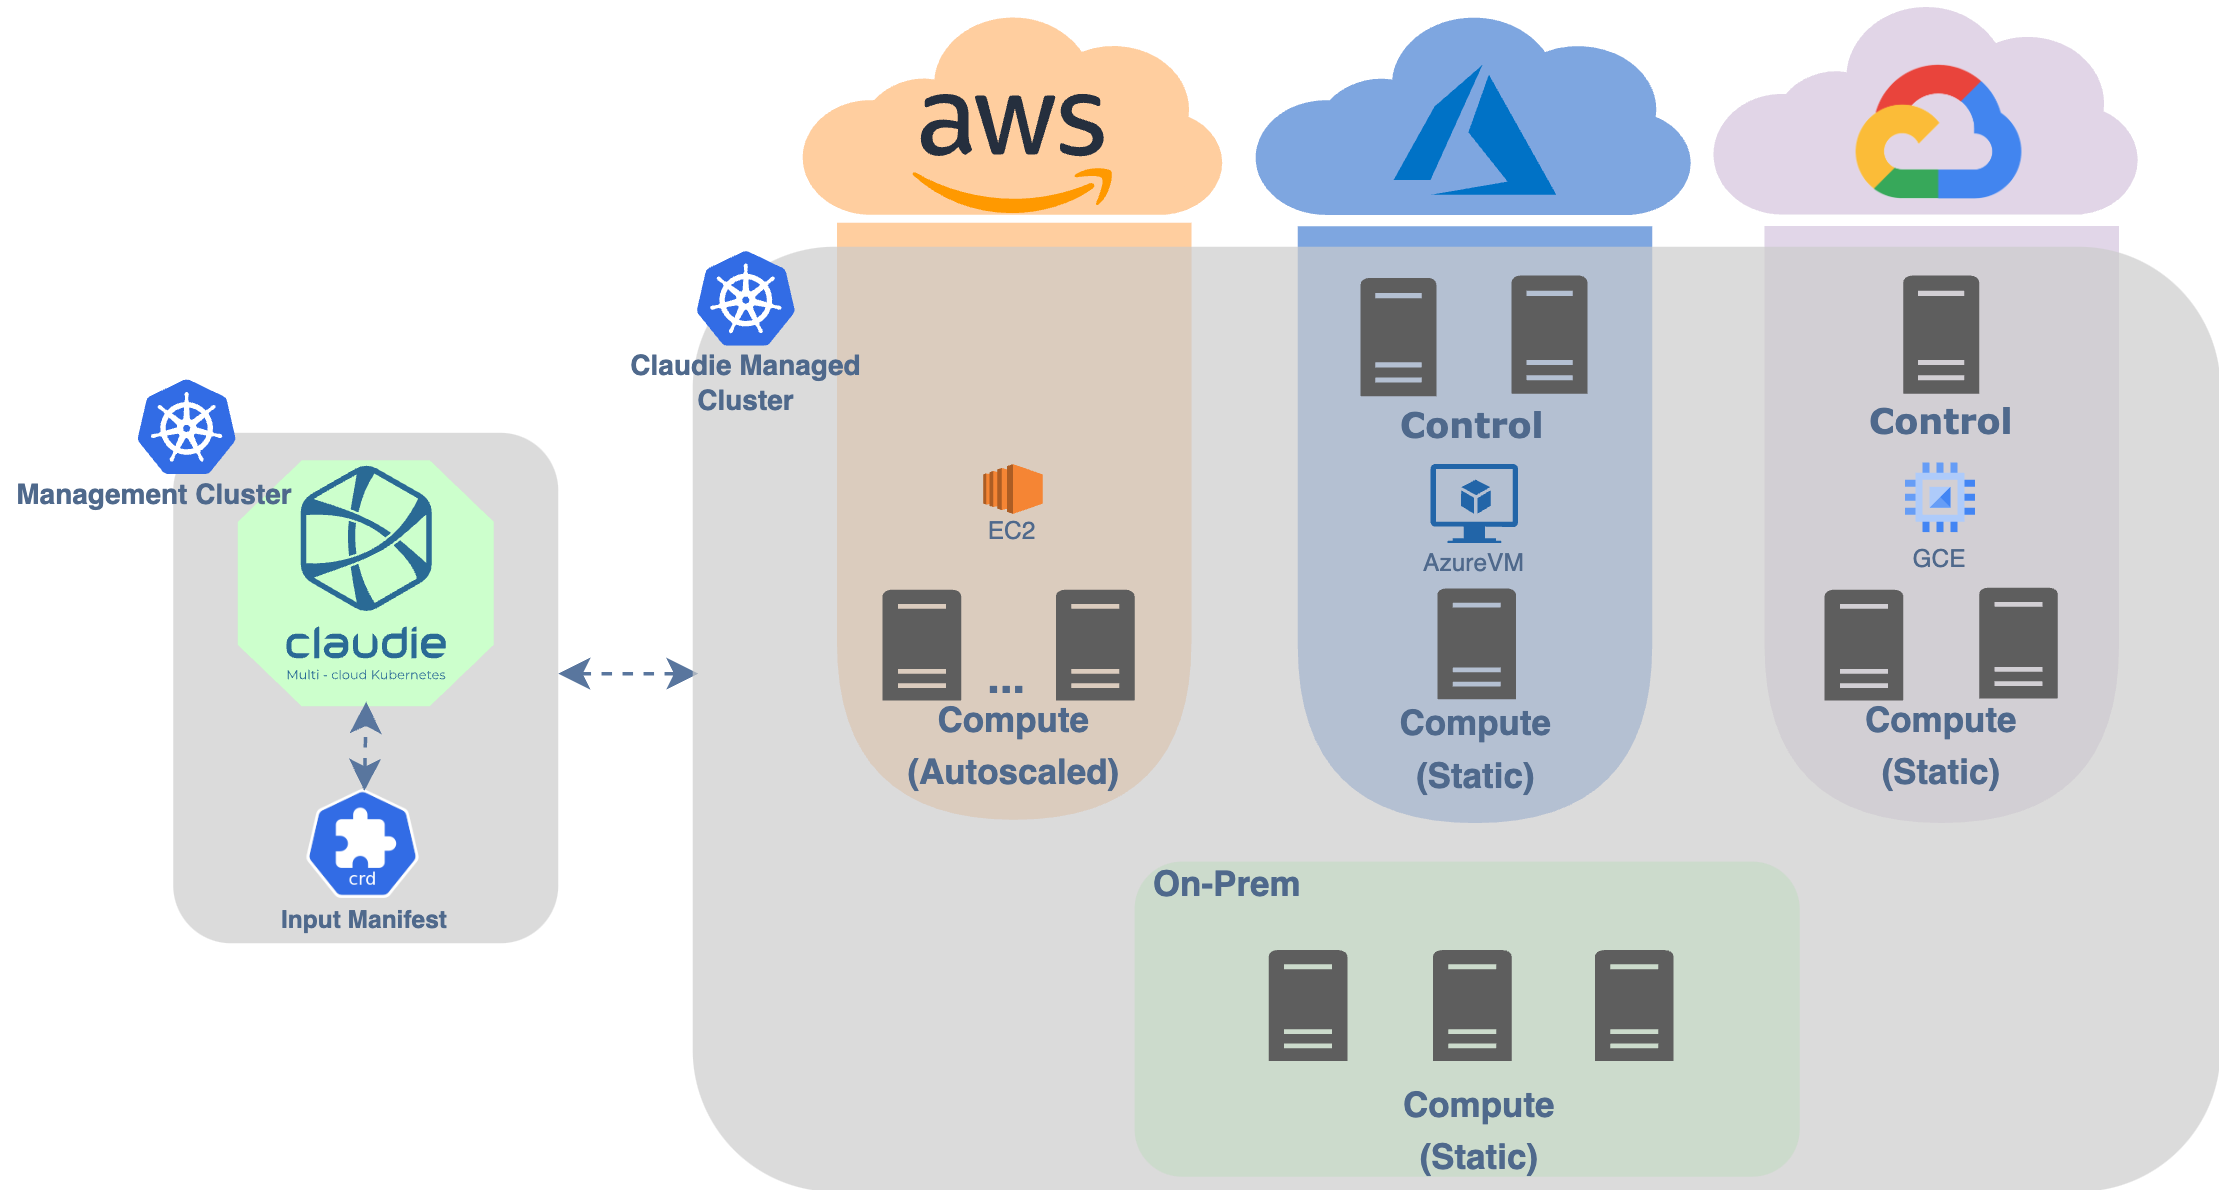 aws
Claudie Managed
Cluster
Management Cluster
claudie
Multi - cloud Kubernetes
crd
Input Manifest
EC2
...
Compute
(Autoscaled)
Control
AzureVM
Compute
(Static)
Control
GCE
Compute
(Static)
On-Prem
Compute
(Static)